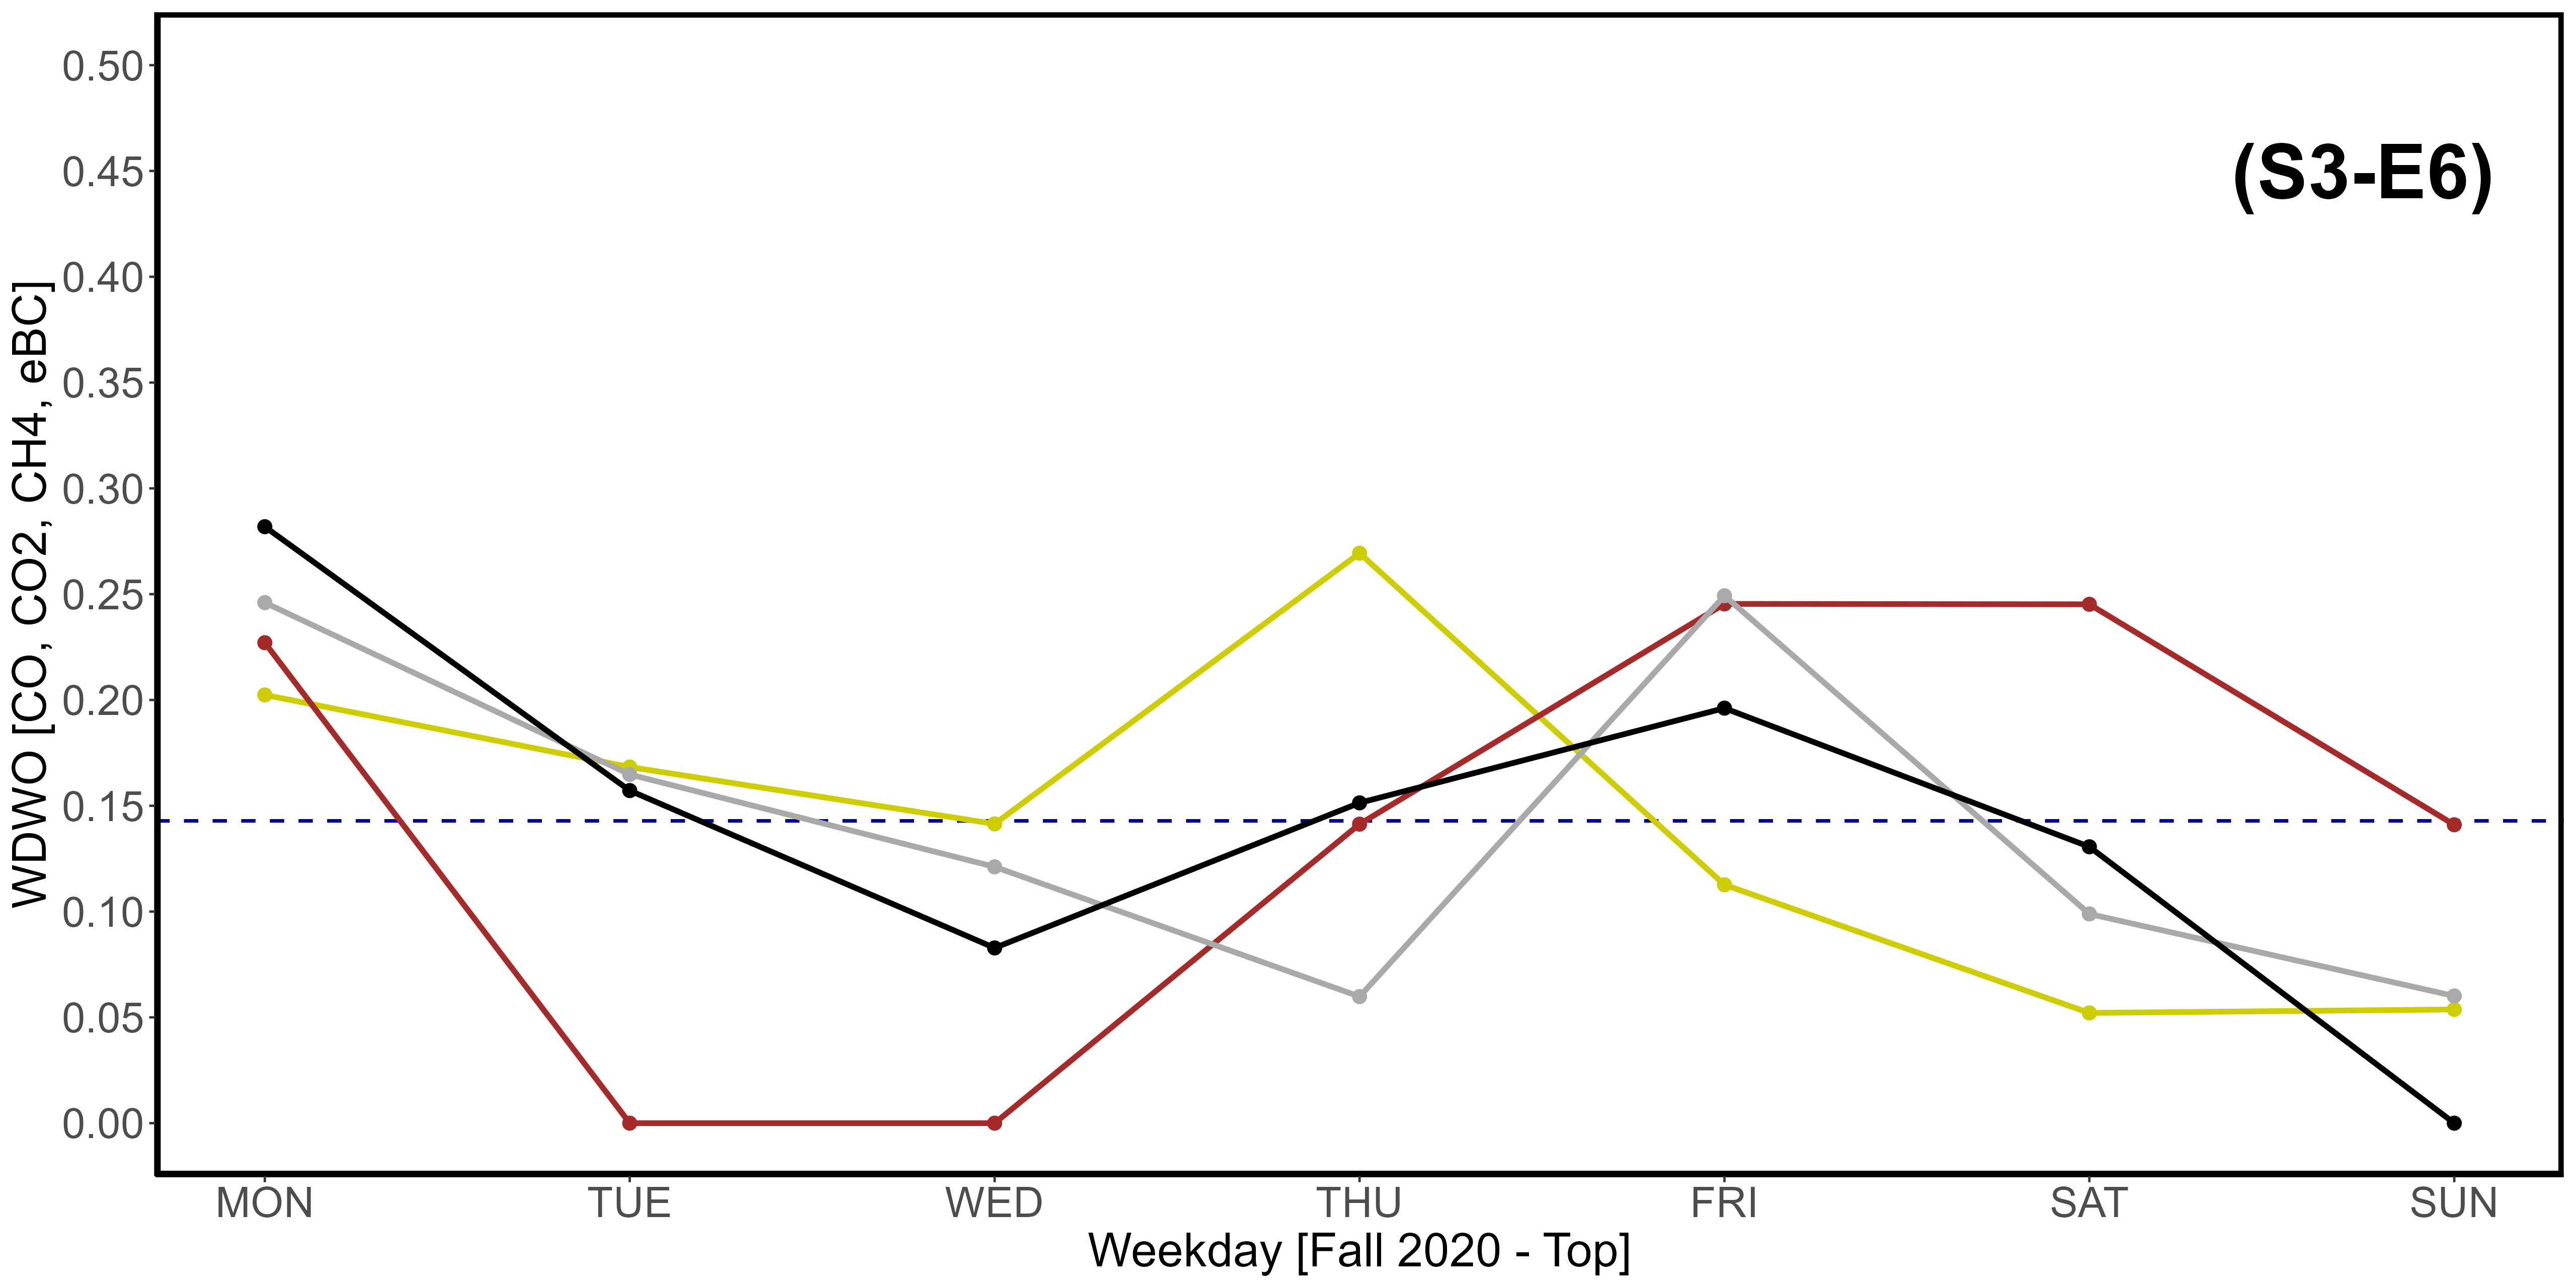 (S3-E6)
WDWO [CO, CO2, CH4, eBC]
0.50
0.45
0.40
0.35
0.30
0.25
0.20
0.15
0.10
0.05
0.00
MON TUE WED THU FRI SAT SUN
Weekday [Fall 2020 - Top]